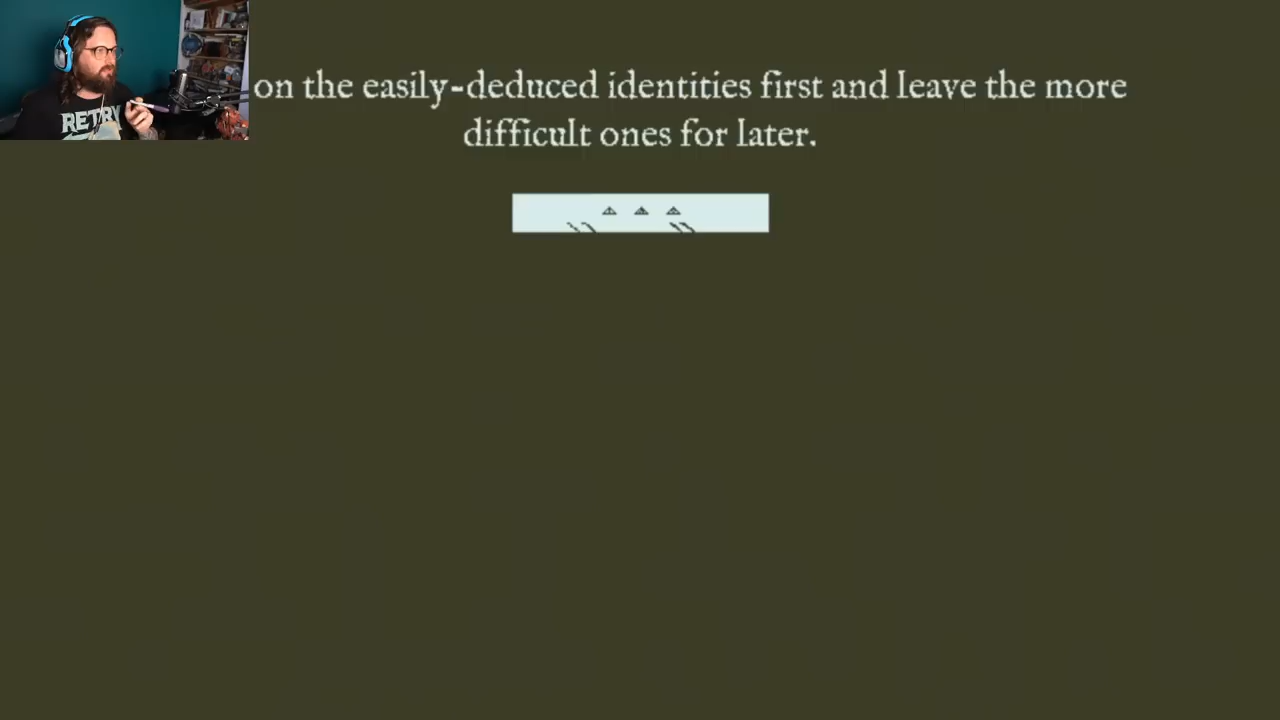 on the easily-deduced identities first and leave the more
difficult ones for later.
RETRY